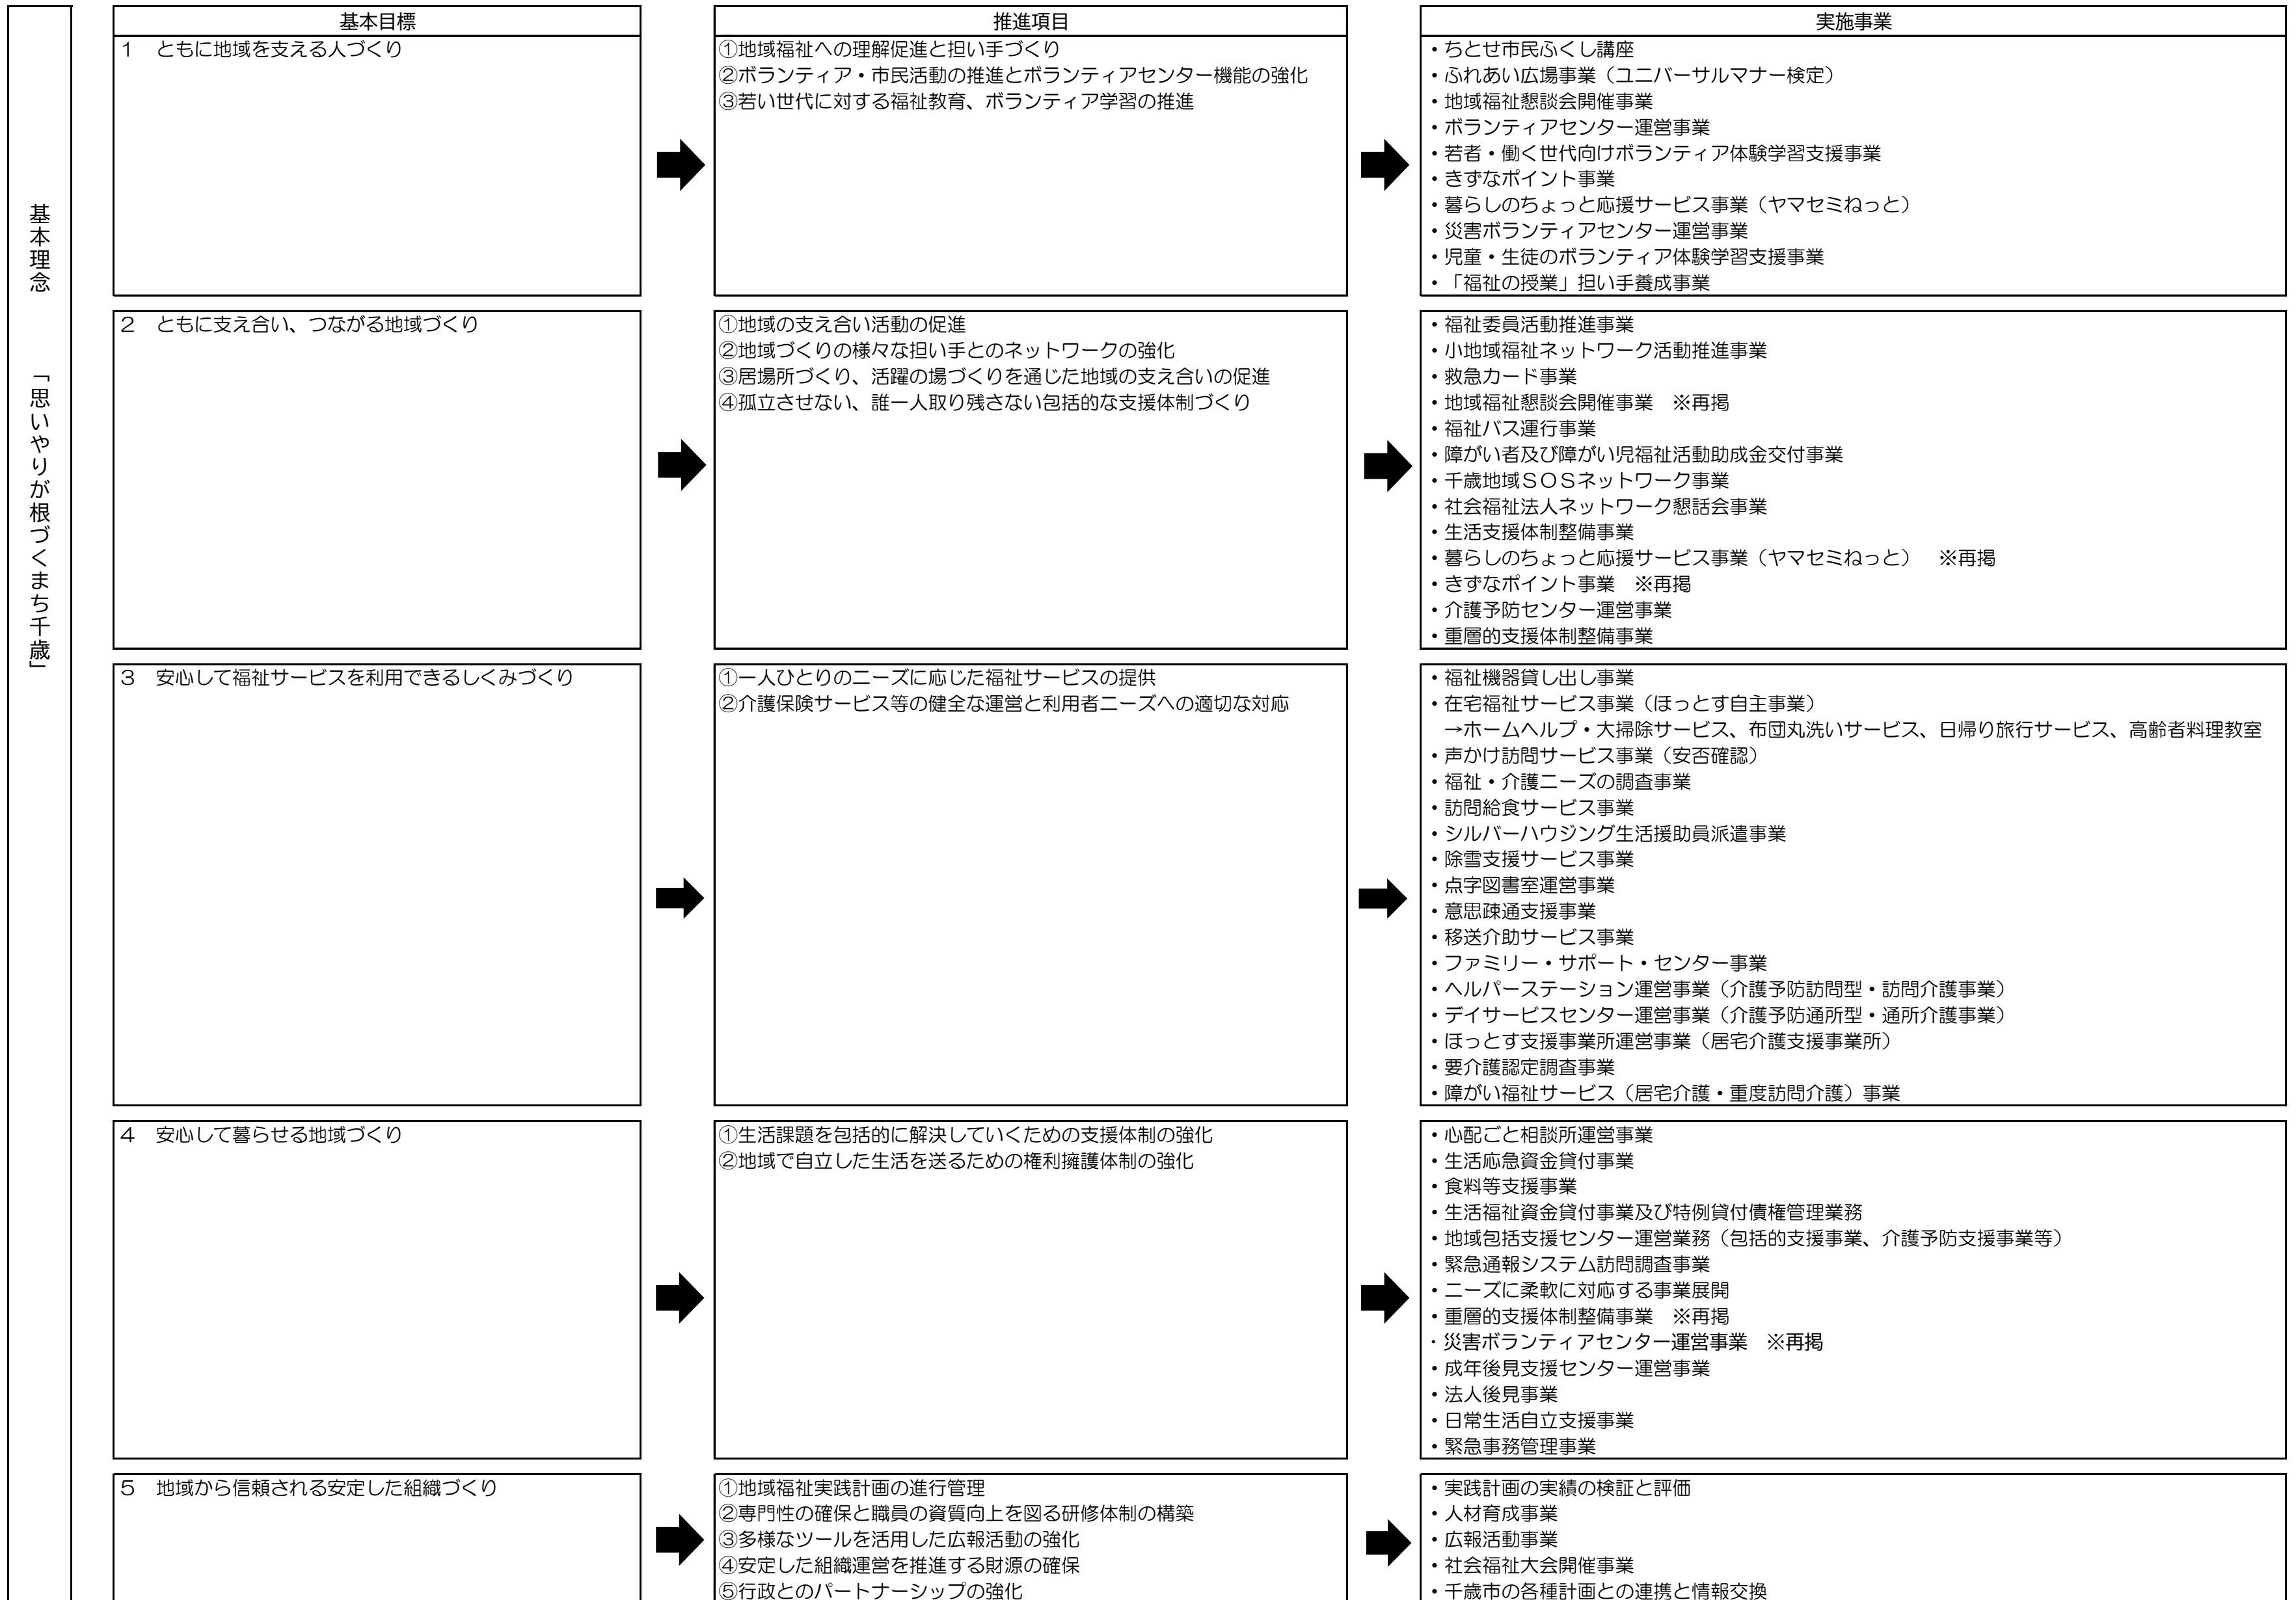 基本理念　「思いやりが根づくまち千歳」
基本目標
推進項目
実施事業
１　ともに地域を支える人づくり
①地域福祉への理解促進と担い手づくり
②ボランティア・市民活動の推進とボランティアセンター機能の強化
③若い世代に対する福祉教育、ボランティア学習の推進
・ちとせ市民ふくし講座
・ふれあい広場事業（ユニバーサルマナー検定）
・地域福祉懇談会開催事業
・ボランティアセンター運営事業
・若者・働く世代向けボランティア体験学習支援事業
・きずなポイント事業
・暮らしのちょっと応援サービス事業（ヤマセミねっと）
・災害ボランティアセンター運営事業
・児童・生徒のボランティア体験学習支援事業
・「福祉の授業」担い手養成事業
２　ともに支え合い、つながる地域づくり
①地域の支え合い活動の促進
②地域づくりの様々な担い手とのネットワークの強化
③居場所づくり、活躍の場づくりを通じた地域の支え合いの促進
④孤立させない、誰一人取り残さない包括的な支援体制づくり
・福祉委員活動推進事業
・小地域福祉ネットワーク活動推進事業
・救急カード事業
・地域福祉懇談会開催事業　※再掲
・福祉バス運行事業
・障がい者及び障がい児福祉活動助成金交付事業
・千歳地域ＳＯＳネットワーク事業
・社会福祉法人ネットワーク懇話会事業
・生活支援体制整備事業
・暮らしのちょっと応援サービス事業（ヤマセミねっと）　※再掲
・きずなポイント事業　※再掲
・介護予防センター運営事業
・重層的支援体制整備事業
３　安心して福祉サービスを利用できるしくみづくり
①一人ひとりのニーズに応じた福祉サービスの提供
②介護保険サービス等の健全な運営と利用者ニーズへの適切な対応
・福祉機器貸し出し事業
・在宅福祉サービス事業（ほっとす自主事業）
→ホームヘルプ・大掃除サービス、布団丸洗いサービス、日帰り旅行サービス、高齢者料理教室
・声かけ訪問サービス事業（安否確認）
・福祉・介護ニーズの調査事業
・訪問給食サービス事業
・シルバーハウジング生活援助員派遣事業
・除雪支援サービス事業
・点字図書室運営事業
・意思疎通支援事業
・移送介助サービス事業
・ファミリー・サポート・センター事業
・ヘルパーステーション運営事業（介護予防訪問型・訪問介護事業）
・デイサービスセンター運営事業（介護予防通所型・通所介護事業）
・ほっとす支援事業所運営事業（居宅介護支援事業所）
・要介護認定調査事業
・障がい福祉サービス（居宅介護・重度訪問介護）事業
４　安心して暮らせる地域づくり
①生活課題を包括的に解決していくための支援体制の強化
②地域で自立した生活を送るための権利擁護体制の強化
・心配ごと相談所運営事業
・生活応急資金貸付事業
・食料等支援事業
・生活福祉資金貸付事業及び特例貸付債権管理業務
・地域包括支援センター運営業務（包括的支援事業、介護予防支援事業等）
・緊急通報システム訪問調査事業
・ニーズに柔軟に対応する事業展開
・重層的支援体制整備事業　※再掲
・災害ボランティアセンター運営事業　※再掲
・成年後見支援センター運営事業
・法人後見事業
・日常生活自立支援事業
・緊急事務管理事業
５　地域から信頼される安定した組織づくり
①地域福祉実践計画の進行管理
②専門性の確保と職員の資質向上を図る研修体制の構築
③多様なツールを活用した広報活動の強化
④安定した組織運営を推進する財源の確保
⑤行政とのパートナーシップの強化
・実践計画の実績の検証と評価
・人材育成事業
・広報活動事業
・社会福祉大会開催事業
・千歳市の各種計画との連携と情報交換